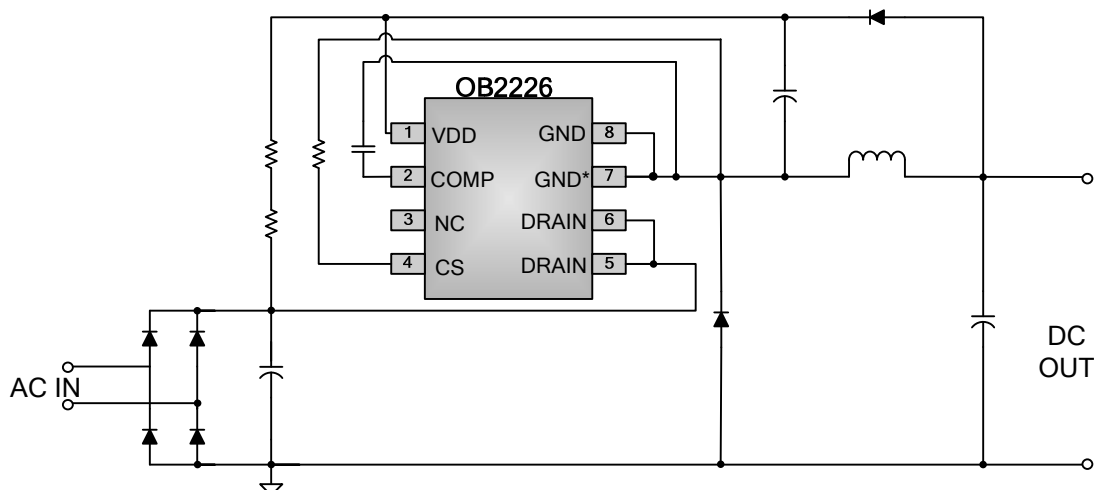 OB2226
1 VDD GND 8
2 COMP GND* 7
3 NC DRAIN 6
4 CS DRAIN 5
AC IN
DC
OUT